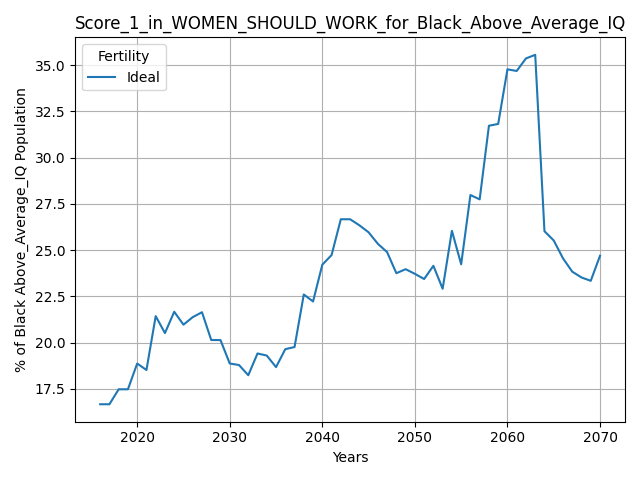 Score_1_in_WOMEN_SHOULD_WORK_for_Black_Above_Average_IQ
Fertility
Ideal
% of Black Above_Average_IQ Population
35.0
32.5
30.0
27.5
25.0
22.5
20.0
17.5
2020
2030
2040
2050
2060
2070
Years